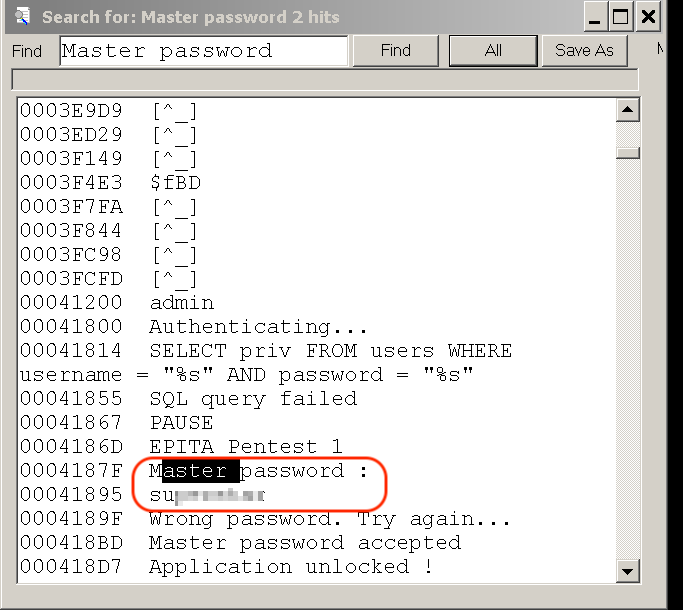 Search for: Master password 2 hits
Find Master password Find All Save As
0003E9D9 [^_]
0003ED29 [^_]
0003F149 [^_]
0003F4E3 $fBD
0003F7FA [^_]
0003F844 [^_]
0003FC98 [^_]
0003FCFD [^_]
00041200 admin
00041800 Authenticating...
00041814 SELECT priv FROM users WHERE
username = "%s" AND password = "%s"
00041855 SQL query failed
00041867 PAUSE
0004186D EPITA Pentest 1
0004187F Master password :
00041895
0004189F Wrong password. Try again...
000418BD Master password accepted
000418D7 Application unlocked !